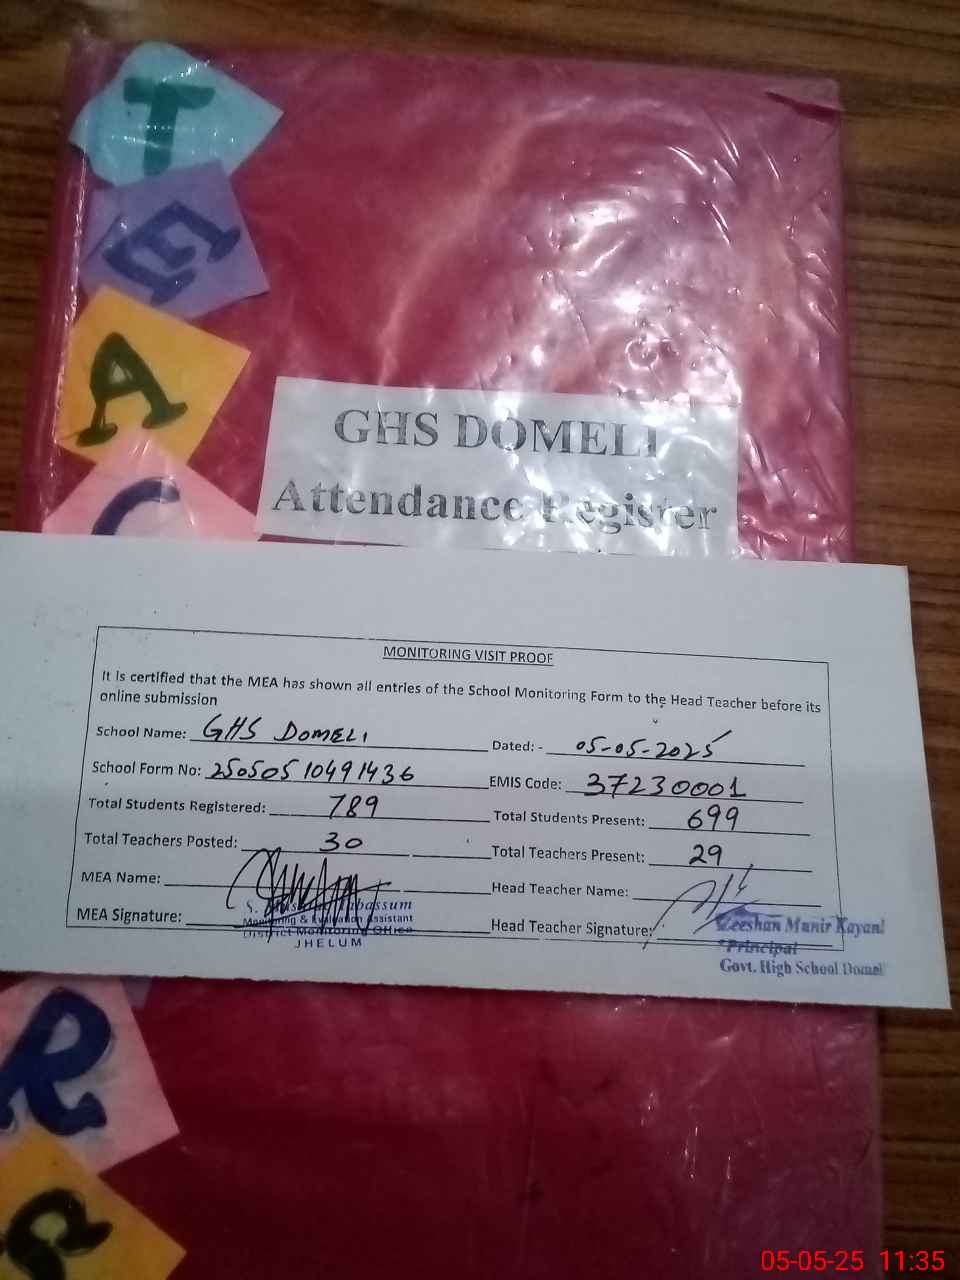 T
E
A
C
GHS DOMELI
Attendance Register
MONITORING VISIT PROOF
It is certified that the MEA has shown all entries of the School Monitoring Form to the Head Teacher before its
online submission
School Name: GHS DOMELI Dated: - 05-05-2025
School Form No: 25050510491436 EMIS Code: 37230001
Total Students Registered: 789 Total Students Present: 699
Total Teachers Posted: 30 Total Teachers Present: 29
MEA Name: Head Teacher Name:
S. Tabassum
MEA Signature: Monitoring & Evaluation Assistant Head Teacher Signature: Zeeshan Munir Kayani
District Monitoring Office Principal
JHELUM Govt. High School Domeli
R
S
05-05-25 11:35